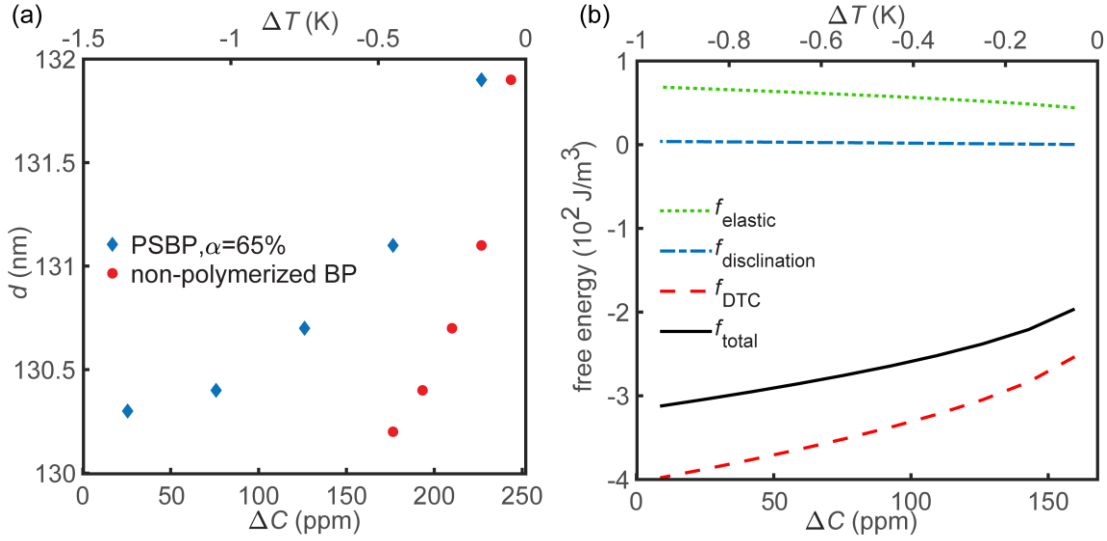 (a)
ΔT (K)
-1.5 -1 -0.5 0
132
131.5
131
130.5
130
d (nm)
PSBP,α=65%
non-polymerized BP
0 50 100 150 200 250
ΔC (ppm)
(b)
ΔT (K)
-1 -0.8 -0.6 -0.4 -0.2 0
1
0
-1
-2
-3
-4
free energy (10² J/m³)
f_elastic
f_disclination
f_DTC
f_total
0 50 100 150
ΔC (ppm)